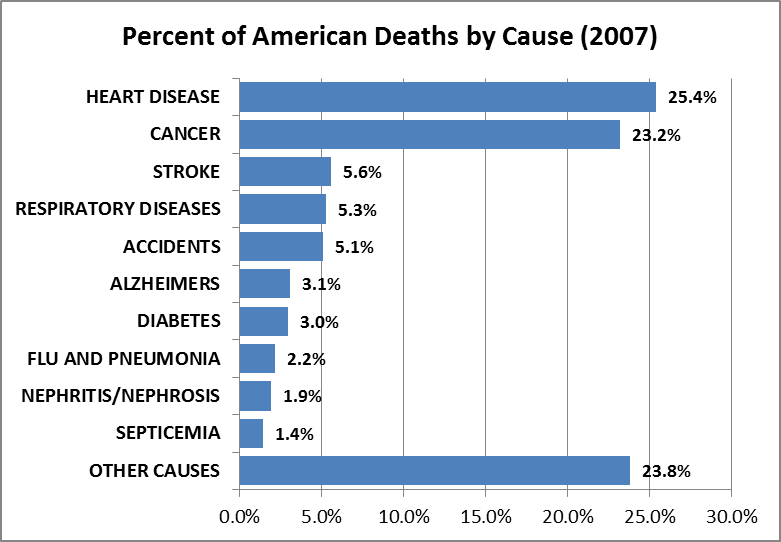 Percent of American Deaths by Cause (2007)
HEART DISEASE 25.4%
CANCER 23.2%
STROKE 5.6%
RESPIRATORY DISEASES 5.3%
ACCIDENTS 5.1%
ALZHEIMERS 3.1%
DIABETES 3.0%
FLU AND PNEUMONIA 2.2%
NEPHRITIS/NEPHROSIS 1.9%
SEPTICEMIA 1.4%
OTHER CAUSES 23.8%
0.0% 5.0% 10.0% 15.0% 20.0% 25.0% 30.0%